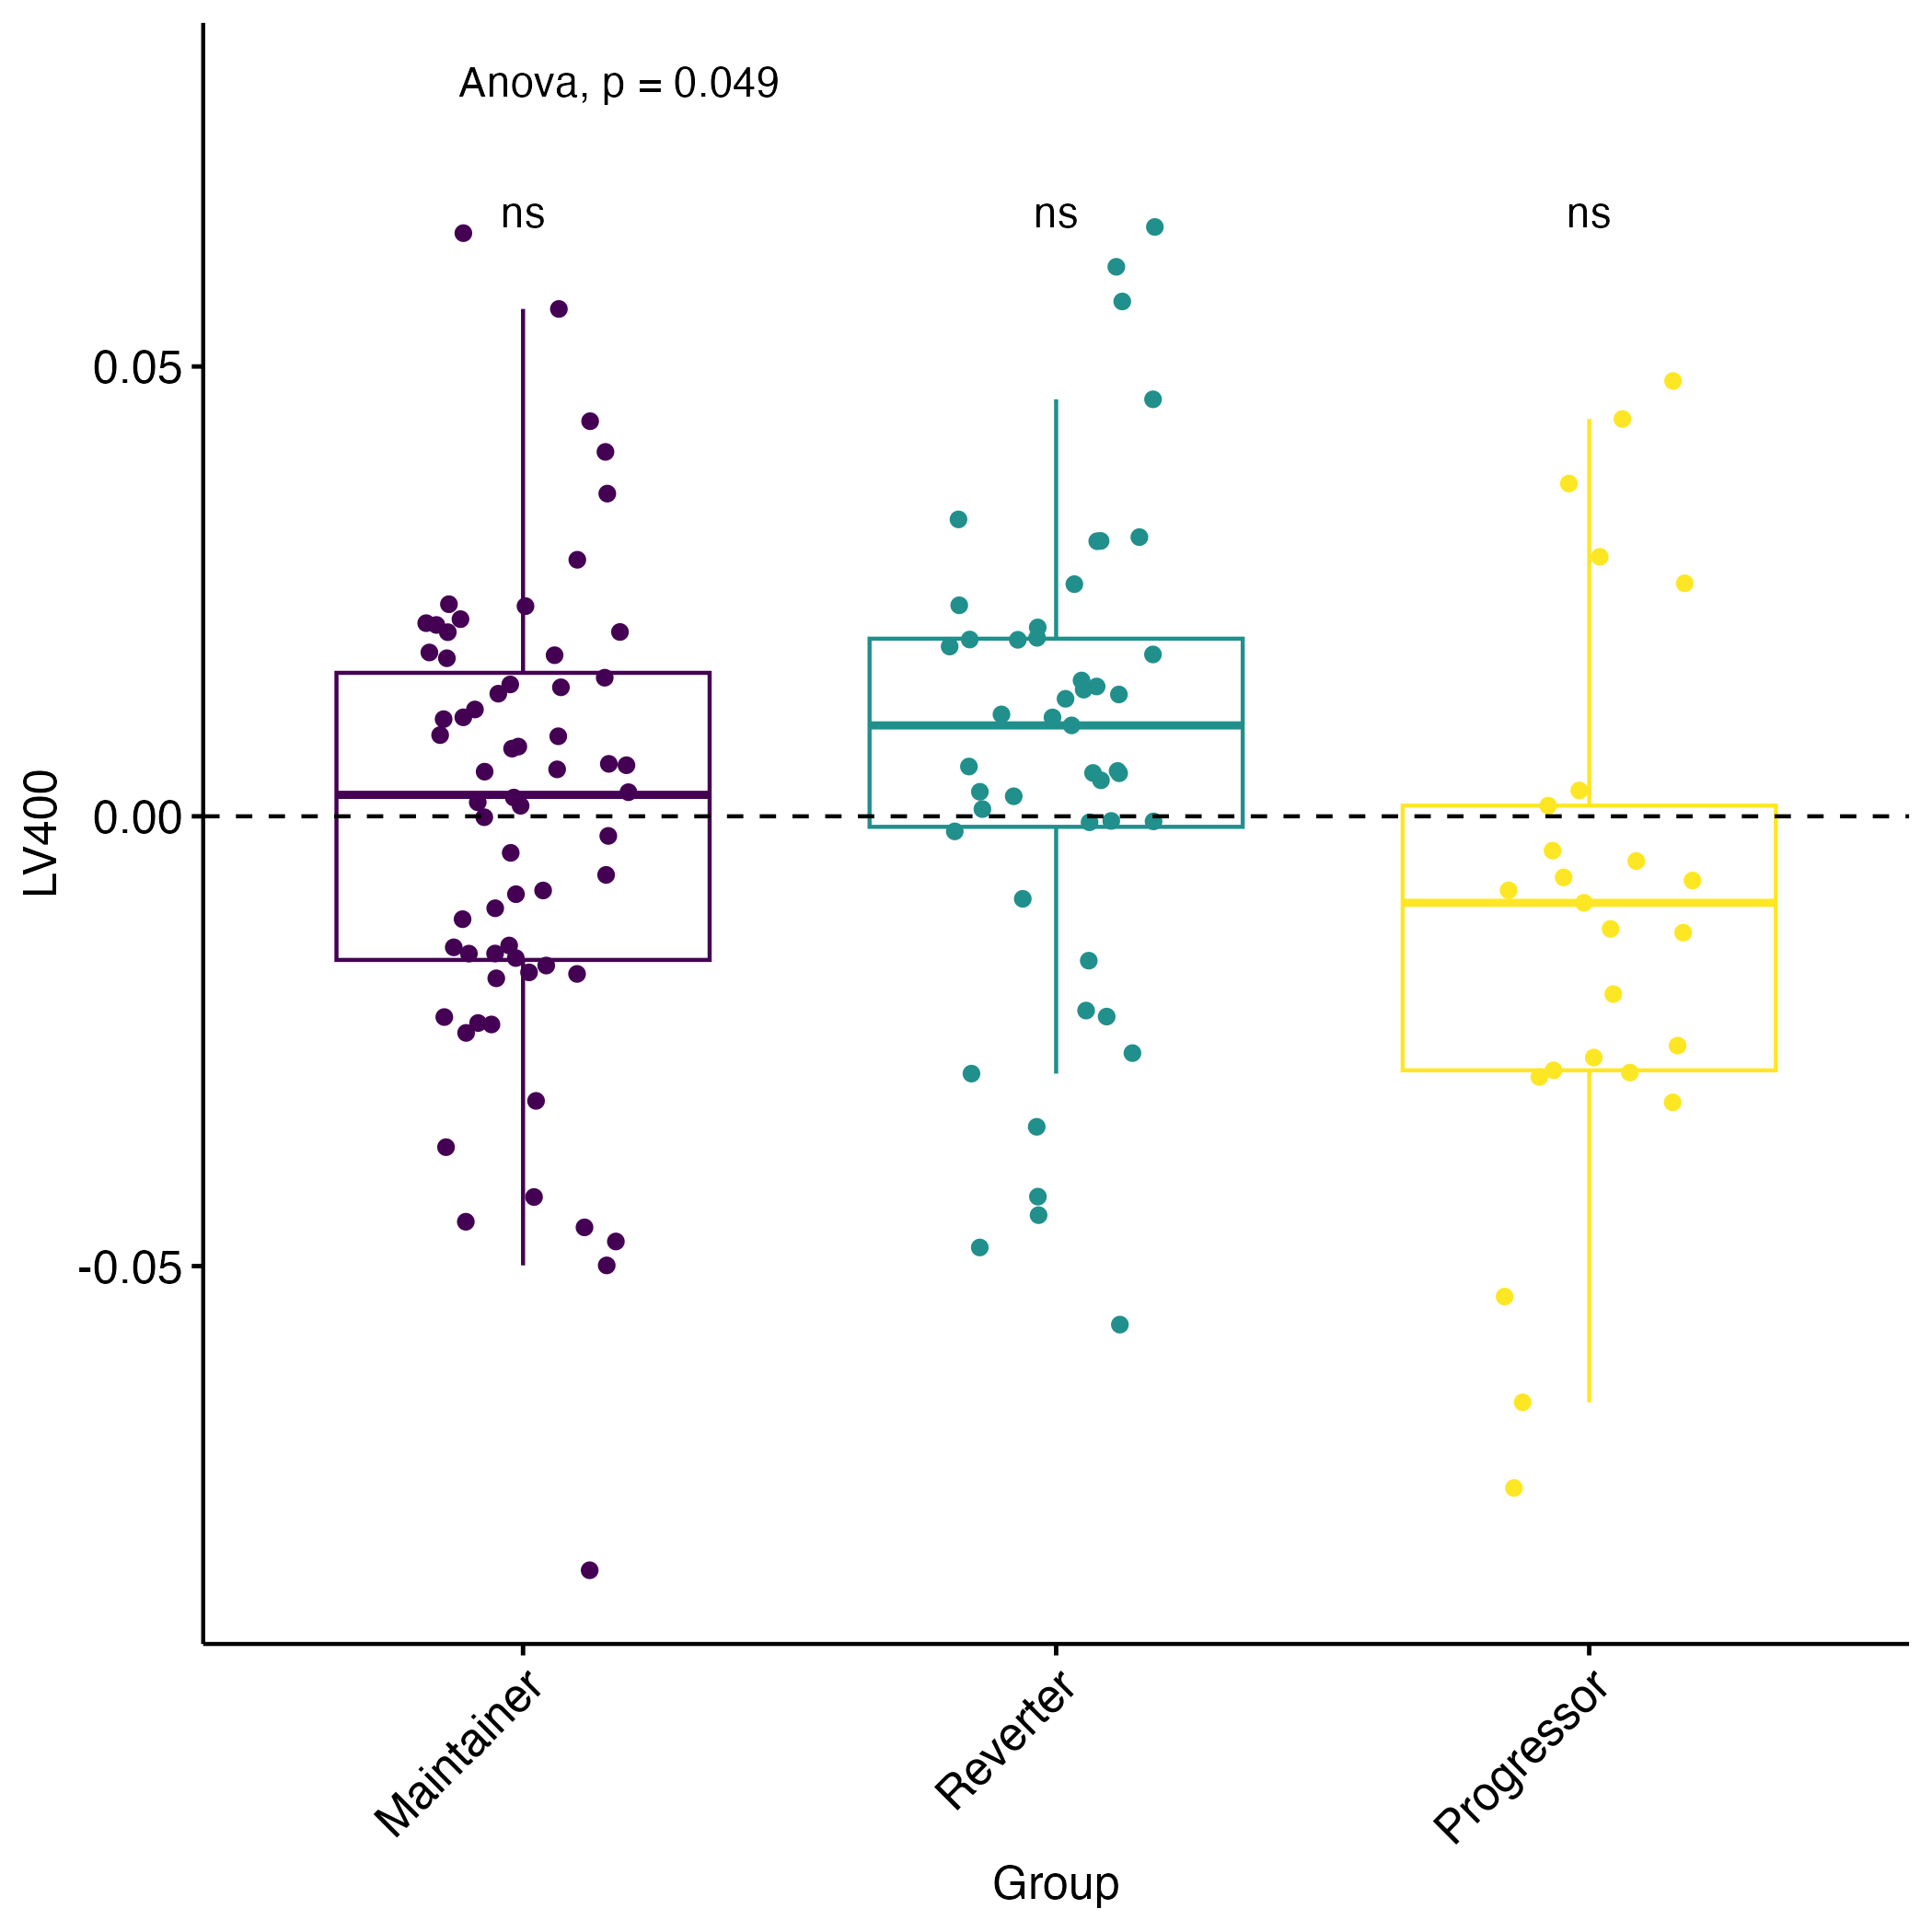 Anova, p = 0.049
ns ns ns
0.05
0.00
-0.05
LV400
Maintainer
Reverter
Progressor
Group